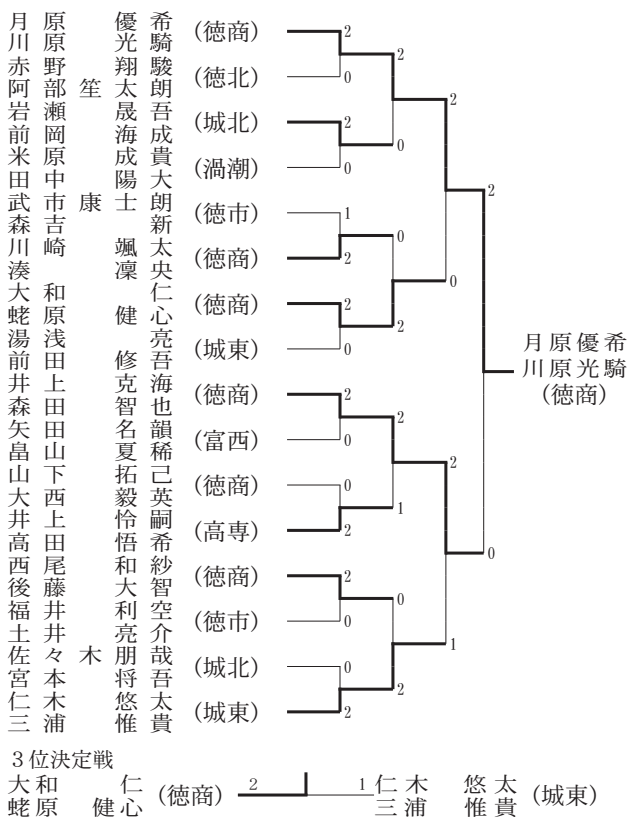 月原 優希
川原 光騎 (徳商) 2
赤野 翔駿
阿部 笙太朗 (徳北) 0
岩瀬 晟吾
前岡 海成 (城北) 2
米原 成貴
田中 陽大 (渦潮) 0
武市 康士朗
森吉 新 (徳市) 1
川崎 颯太
湊 凜央 (徳商) 2
大和 仁
蛯原 健心 (徳商) 2
湯浅 亮
前田 修吾 (城東) 0
井上 克海
森田 智也 (徳商) 2
矢田 名韻
畠山 夏稀 (富西) 0
山下 拓己
大西 毅英 (徳商) 0
井上 怜嗣
高田 悟希 (高専) 2
西尾 和紗
後藤 大智 (徳商) 2
福井 利空
土井 亮介 (徳市) 0
佐々木 朋哉
宮本 将吾 (城北) 0
仁木 悠太
三浦 惟貴 (城東) 2
2
0
0
2
2
1
0
2
2
0
2
1
2
0
月原優希
川原光騎
(徳商)
3位決定戦
大和 仁
蛯原 健心 (徳商) 2 1 仁木 悠太
三浦 惟貴 (城東)